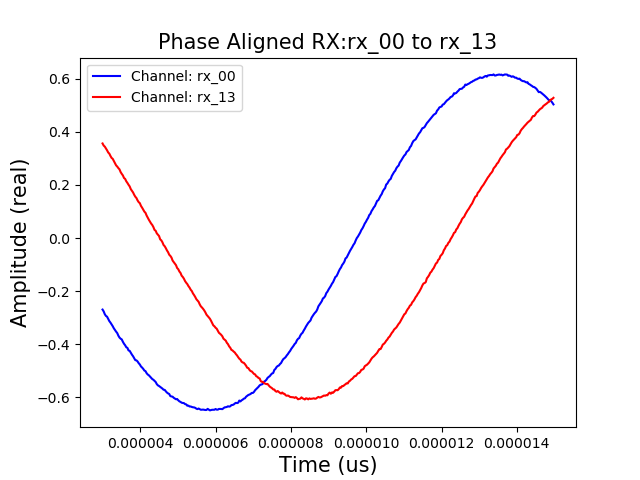 Phase Aligned RX:rx_00 to rx_13
Channel: rx_00
Channel: rx_13
Amplitude (real)
0.6
0.4
0.2
0.0
−0.2
−0.4
−0.6
0.000004 0.000006 0.000008 0.000010 0.000012 0.000014
Time (us)